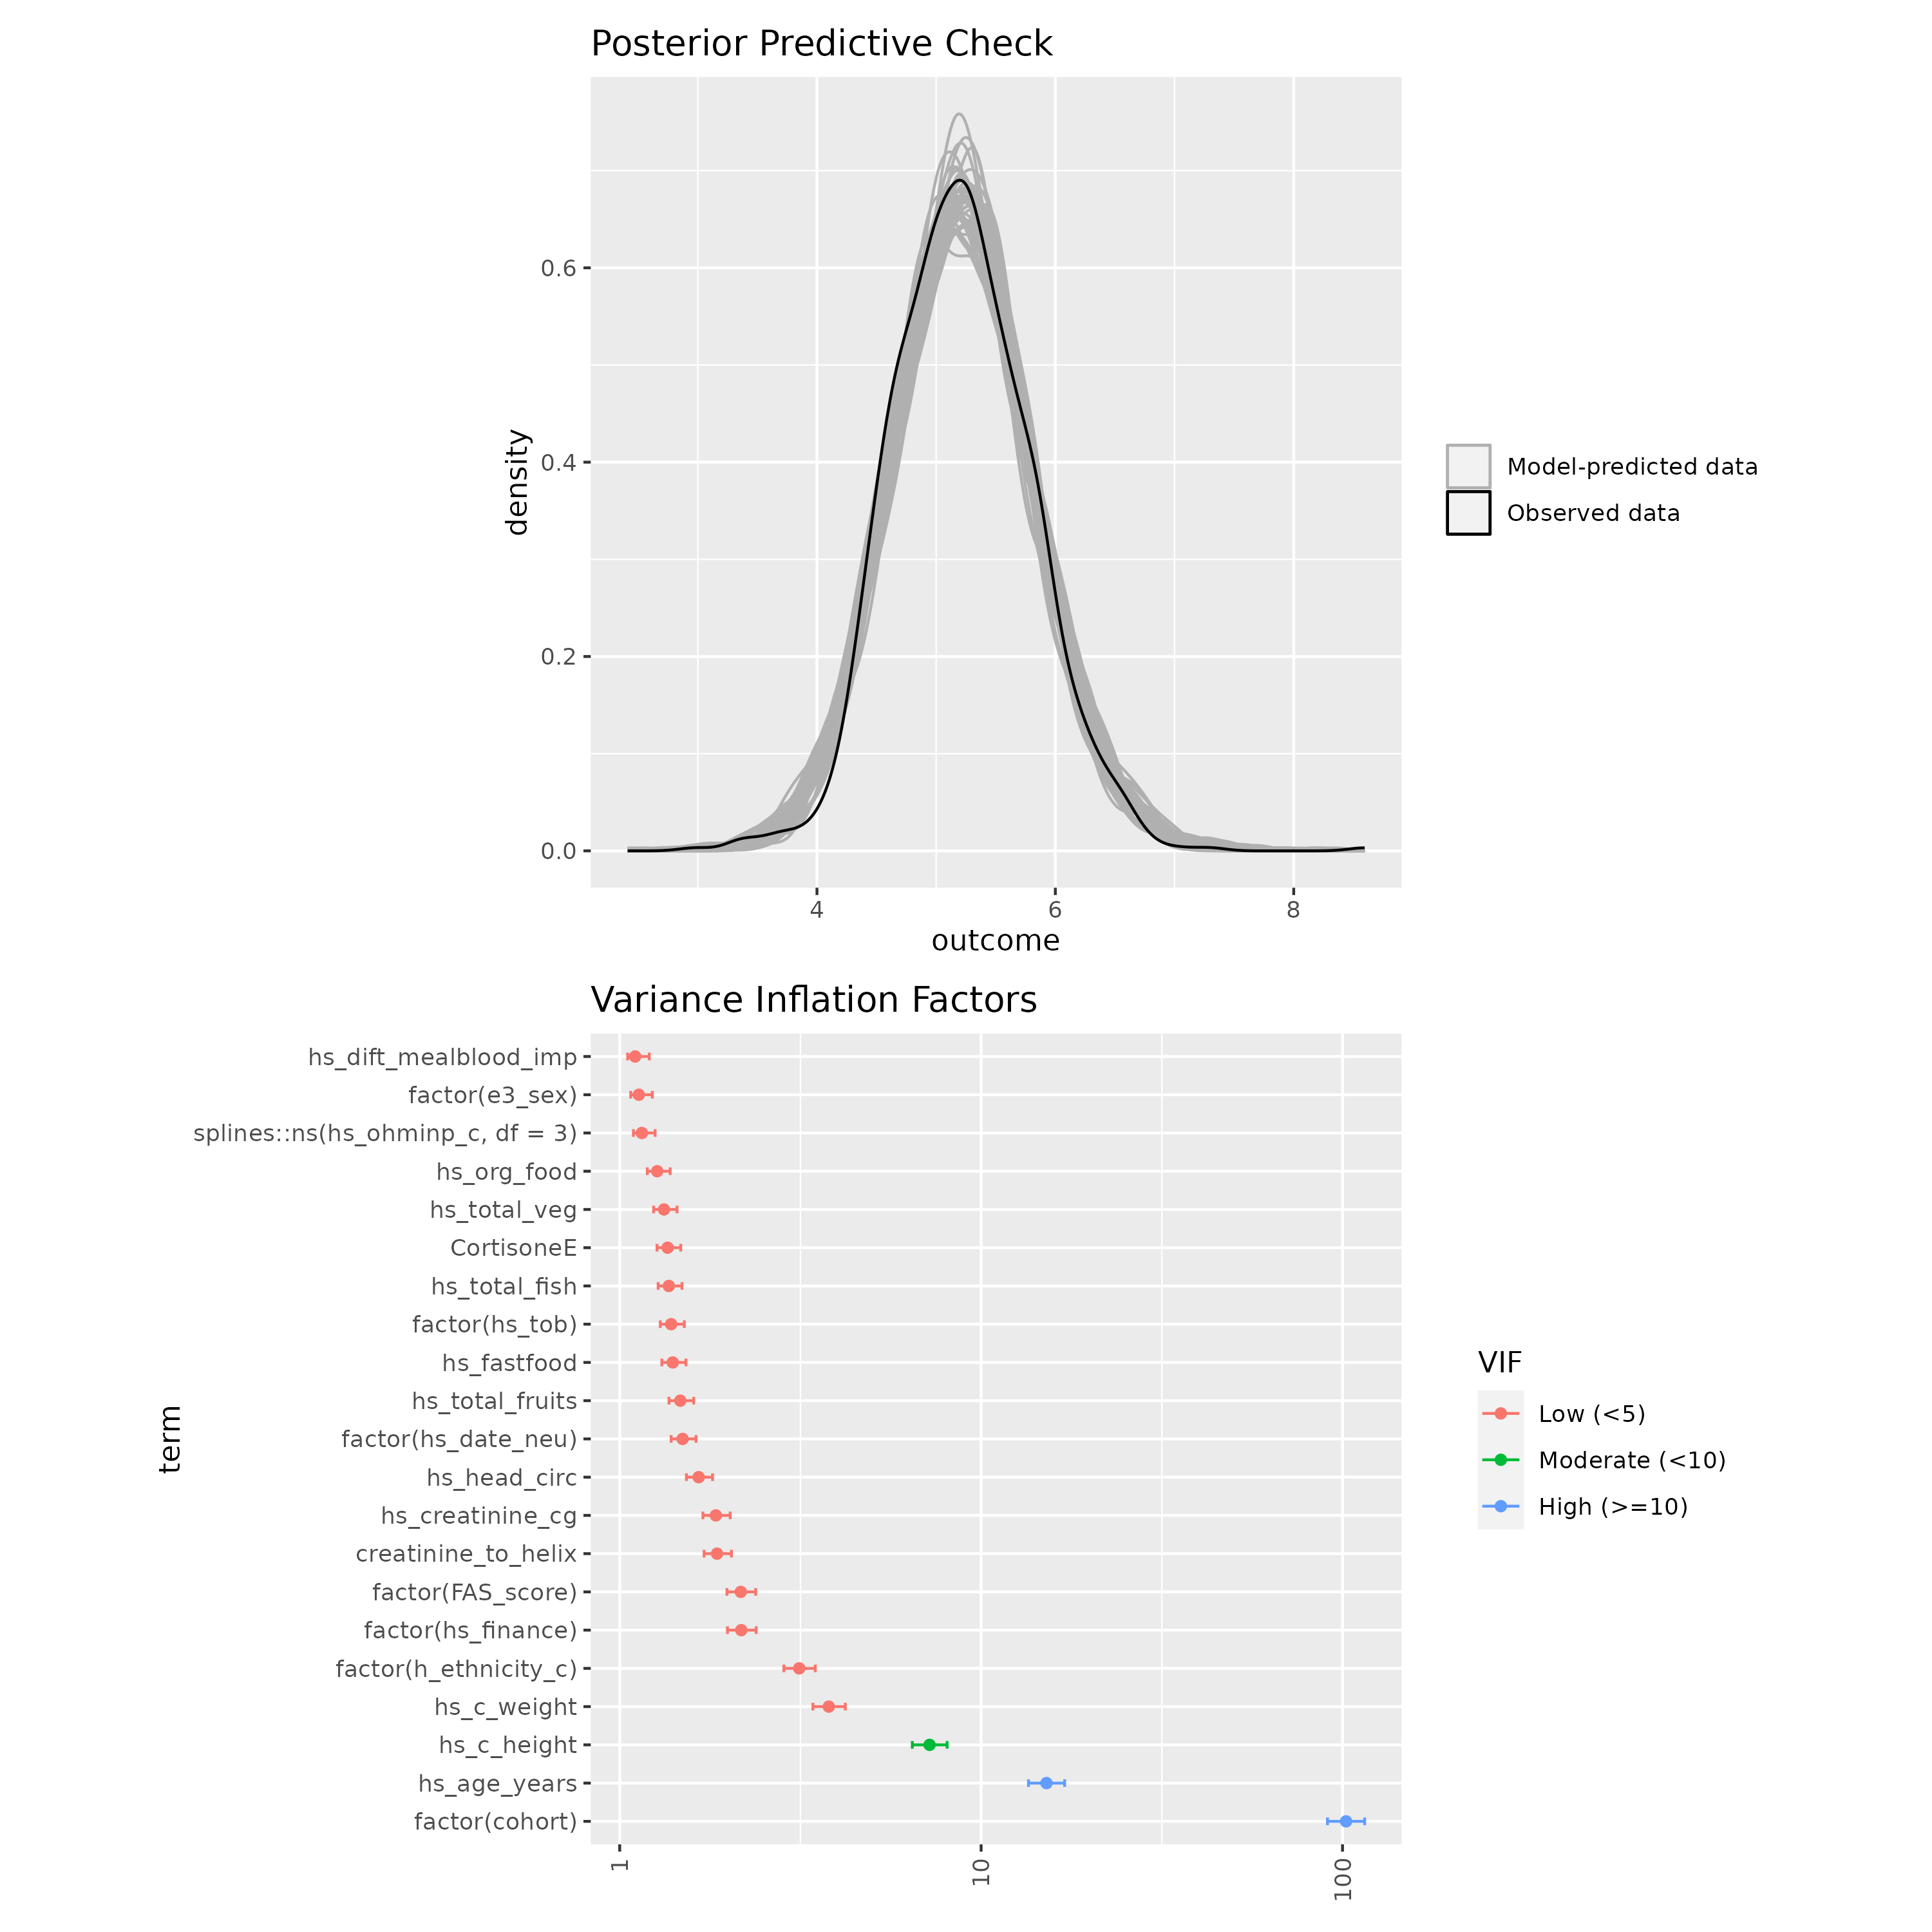 Posterior Predictive Check
density
0.6
0.4
0.2
0.0
4
6
8
outcome
Model-predicted data
Observed data
Variance Inflation Factors
term
hs_dift_mealblood_imp
factor(e3_sex)
splines::ns(hs_ohminp_c, df = 3)
hs_org_food
hs_total_veg
CortisoneE
hs_total_fish
factor(hs_tob)
hs_fastfood
hs_total_fruits
factor(hs_date_neu)
hs_head_circ
hs_creatinine_cg
creatinine_to_helix
factor(FAS_score)
factor(hs_finance)
factor(h_ethnicity_c)
hs_c_weight
hs_c_height
hs_age_years
factor(cohort)
1
10
100
VIF
Low (<5)
Moderate (<10)
High (>=10)